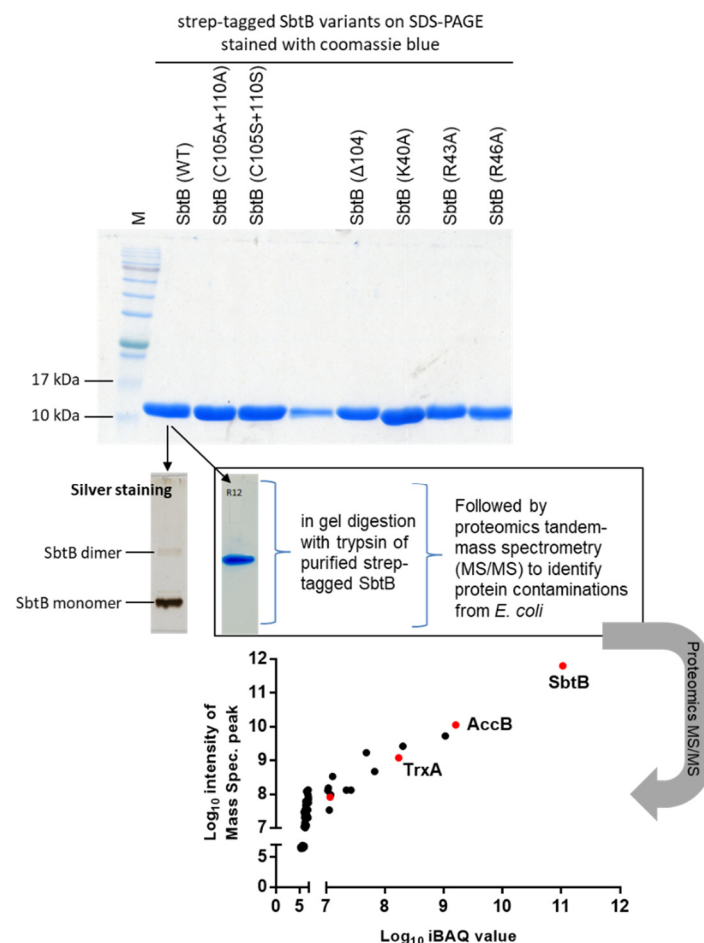 strep-tagged SbtB variants on SDS-PAGE
stained with coomassie blue
M
SbtB (WT)
SbtB (C105A+110A)
SbtB (C105S+110S)
SbtB (Δ104)
SbtB (K40A)
SbtB (R43A)
SbtB (R46A)
17 kDa
10 kDa
Silver staining
SbtB dimer
SbtB monomer
R12
in gel digestion
with trypsin of
purified strep-
tagged SbtB
Followed by
proteomics tandem-
mass spectrometry
(MS/MS) to identify
protein contaminations
from E. coli
Proteomics MS/MS
Log10 intensity of
Mass Spec. peak
12
11
10
9
8
7
5
0
SbtB
AccB
TrxA
0 5 7 8 9 10 11 12
Log10 iBAQ value